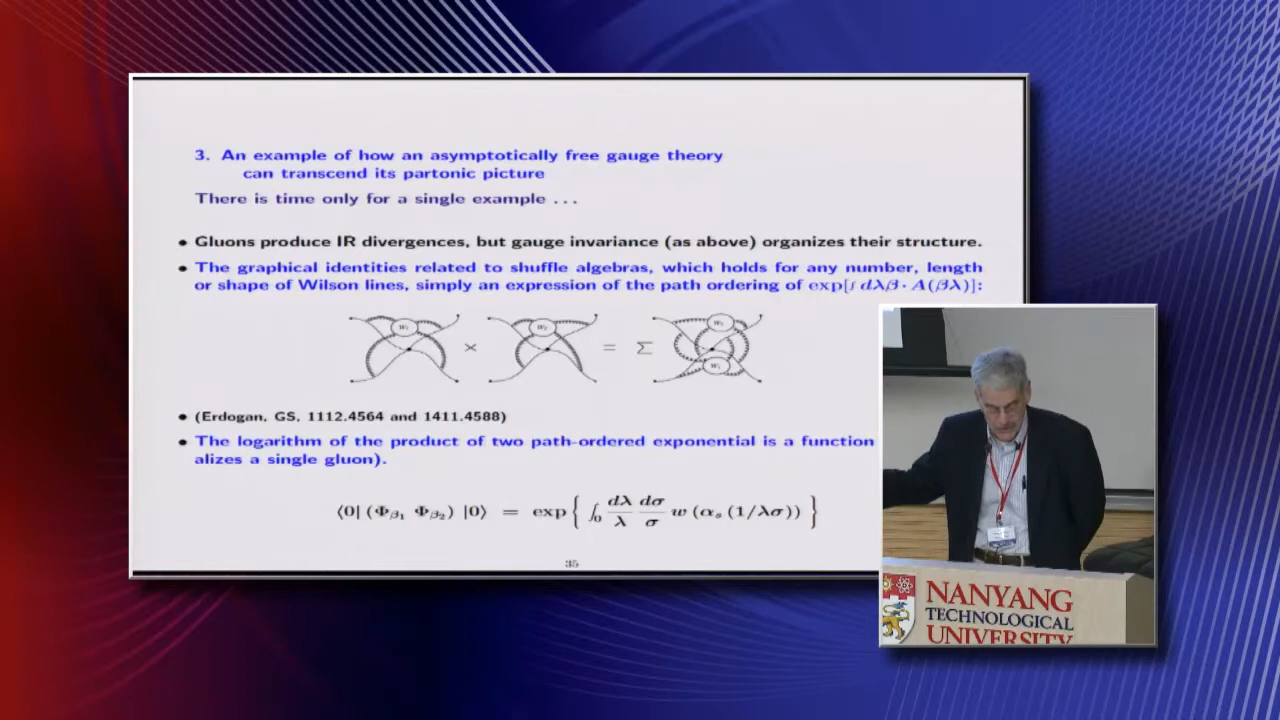 3. An example of how an asymptotically free gauge theory
can transcend its partonic picture
There is time only for a single example ...
• Gluons produce IR divergences, but gauge invariance (as above) organizes their structure.
• The graphical identities related to shuffle algebras, which holds for any number, length
or shape of Wilson lines, simply an expression of the path ordering of exp[∫ dλβ · A(βλ)]:
× = Σ
• (Erdogan, GS, 1112.4564 and 1411.4588)
• The logarithm of the product of two path-ordered exponential is a function
alizes a single gluon).
⟨0| (Φβ₁ Φβ₂) |0⟩ = exp { ∫₀ dλ/λ dσ/σ w (αₛ (1/λσ)) }
35
NANYANG
TECHNOLOGICAL
UNIVERSITY